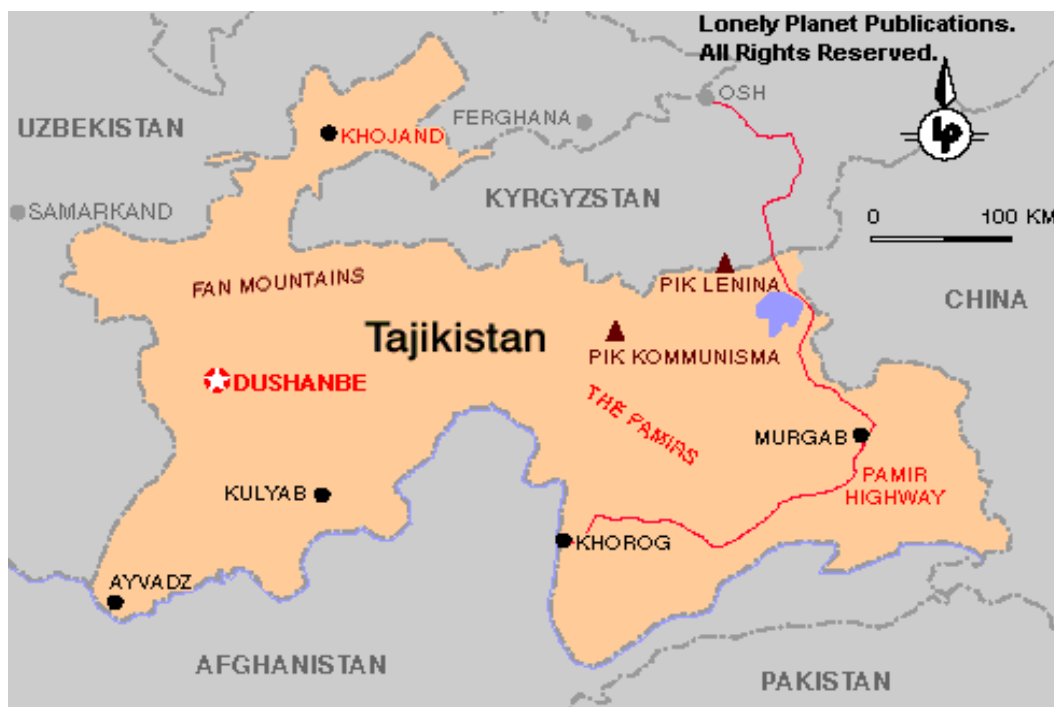 Lonely Planet Publications.
All Rights Reserved.
OSH
LP
UZBEKISTAN
FERGHANA
KHOJAND
KYRGYZSTAN
SAMARKAND
0 100 KM
FAN MOUNTAINS
PIK LENINA
CHINA
Tajikistan
PIK KOMMUNISMA
DUSHANBE
THE PAMIRS
MURGAB
PAMIR
HIGHWAY
KULYAB
KHOROG
AYVADZ
AFGHANISTAN
PAKISTAN